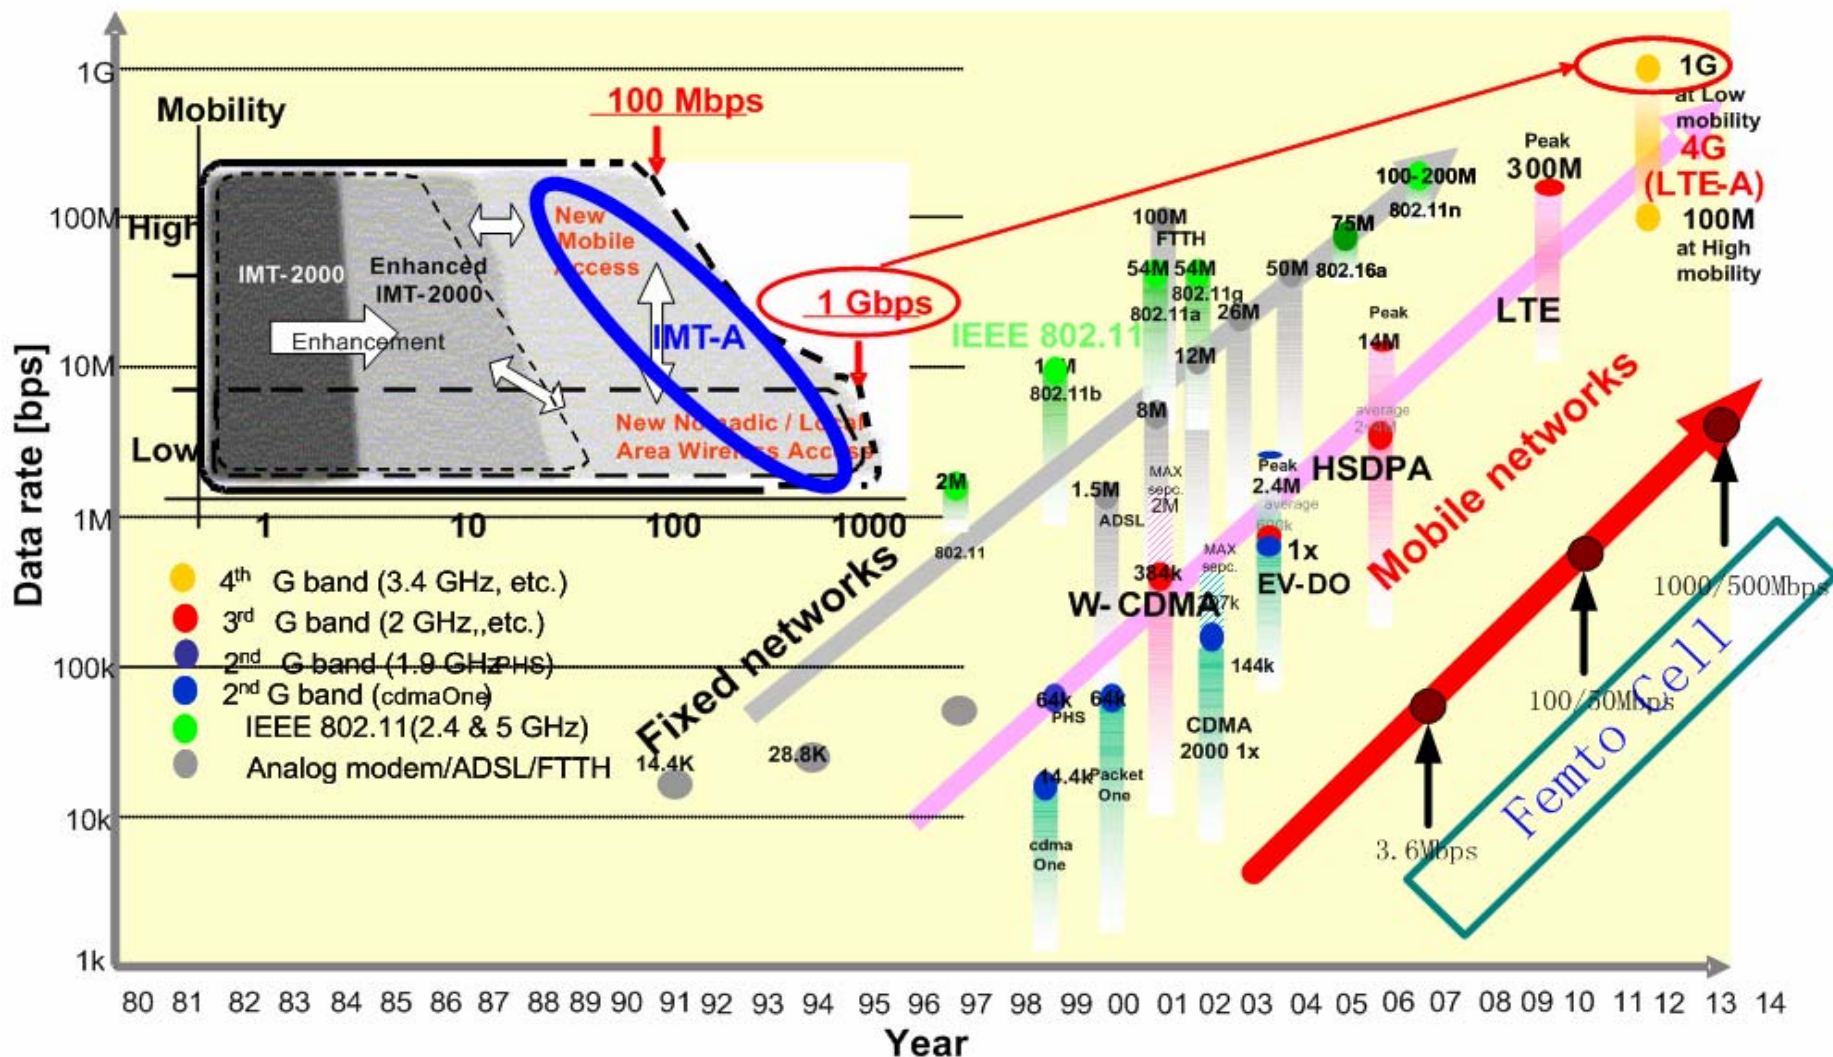 1G
100M
10M
1M
100k
10k
1k
Data rate [bps]
Mobility
High
Low
100 Mbps
1 Gbps
IMT-2000
Enhanced
IMT-2000
Enhancement
New
Mobile
Access
IMT-A
New Nomadic / Local
Area Wireless Access
1 10 100 1000
4th G band (3.4 GHz, etc.)
3rd G band (2 GHz,,etc.)
2nd G band (1.9 GHz PHS)
2nd G band (cdmaOne)
IEEE 802.11(2.4 & 5 GHz)
Analog modem/ADSL/FTTH
Fixed networks
14.4K
28.8K
2M
802.11
IEEE 802.11
802.11b
1.5M
ADSL
64k
PHS
64k
14.4k
Packet
One
cdma
One
100M
FTTH
54M
54M
802.11g
802.11a
26M
12M
8M
MAX
sepc.
2M
384k
W-CDMA
MAX
sepc.
144k
CDMA
2000 1x
50M
Peak
2.4M
average
1x
EV-DO
75M
802.16a
100-200M
802.11n
Peak
14M
average
HSDPA
Peak
300M
LTE
1G
at Low
mobility
4G
(LTE-A)
100M
at High
mobility
Mobile networks
1000/500Mbps
100/50Mbps
3.6Mbps
Femto Cell
80 81 82 83 84 85 86 87 88 89 90 91 92 93 94 95 96 97 98 99 00 01 02 03 04 05 06 07 08 09 10 11 12 13 14
Year